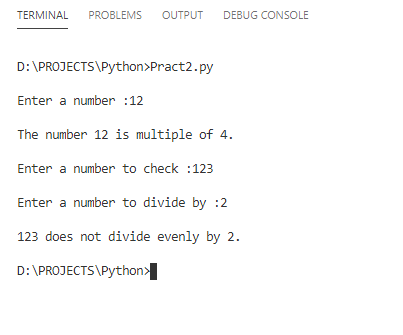 TERMINAL PROBLEMS OUTPUT DEBUG CONSOLE
D:\PROJECTS\Python>Pract2.py
Enter a number :12
The number 12 is multiple of 4.
Enter a number to check :123
Enter a number to divide by :2
123 does not divide evenly by 2.
D:\PROJECTS\Python>